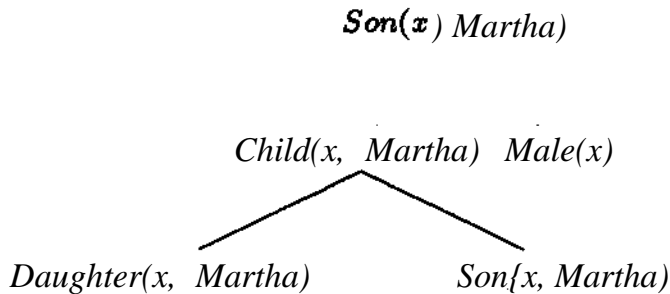 Son(x) Martha)
Child(x, Martha) Male(x)
Daughter(x, Martha) Son{x, Martha)